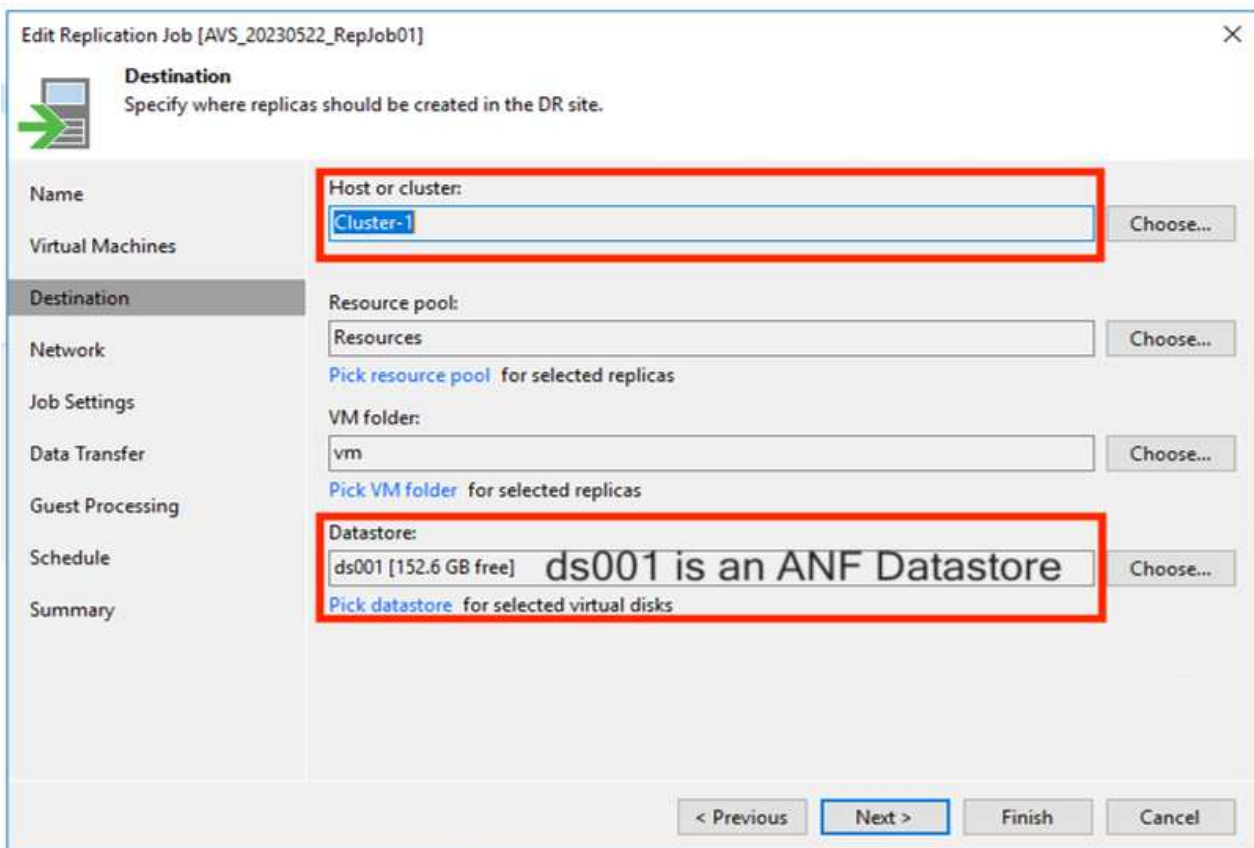 Edit Replication Job [AVS_20230522_RepJob01]
Destination
Specify where replicas should be created in the DR site.
Name
Virtual Machines
Destination
Network
Job Settings
Data Transfer
Guest Processing
Schedule
Summary
Host or cluster:
Cluster-1
Choose...
Resource pool:
Resources
Choose...
Pick resource pool for selected replicas
VM folder:
vm
Choose...
Pick VM folder for selected replicas
Datastore:
ds001 [152.6 GB free] ds001 is an ANF Datastore
Choose...
Pick datastore for selected virtual disks
< Previous Next > Finish Cancel